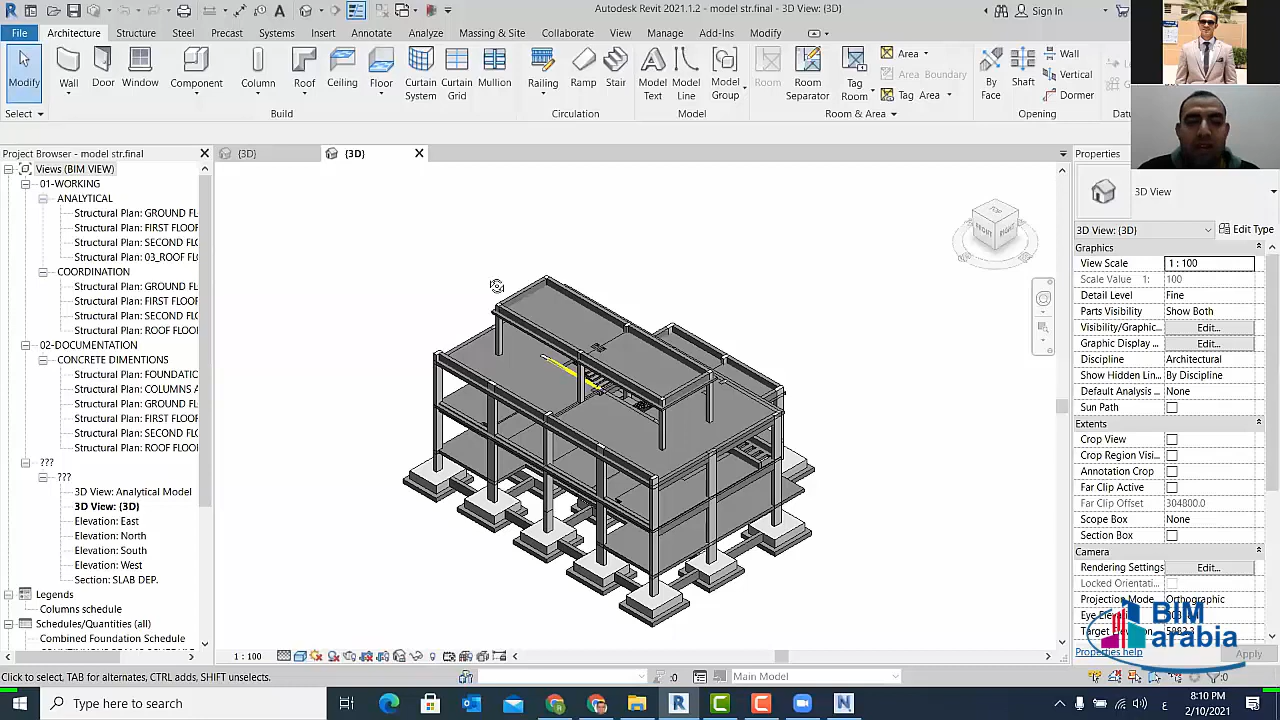 Autodesk Revit 2021.1.2 - model str.final - 3D View: {3D}
Sign In
File
Architecture
Structure
Steel
Precast
Systems
Insert
Annotate
Analyze
Massing & Site
Collaborate
View
Manage
Add-Ins
Modify
Modify
Wall
Door
Window
Component
Column
Roof
Ceiling
Floor
Curtain System
Curtain Grid
Mullion
Railing
Ramp
Stair
Model Text
Model Line
Model Group
Room
Room Separator
Tag Room
Area
Area Boundary
Tag Area
By Face
Shaft
Wall
Vertical
Dormer
Select
Build
Circulation
Model
Room & Area
Opening
Project Browser - model str.final
{3D}
{3D}
Properties
Views (BIM VIEW)
01-WORKING
ANALYTICAL
Structural Plan: GROUND FL
Structural Plan: FIRST FLOOR
Structural Plan: SECOND FLO
Structural Plan: 03_ROOF FL
COORDINATION
Structural Plan: GROUND FL
Structural Plan: FIRST FLOOR
Structural Plan: SECOND FLO
Structural Plan: ROOF FLOO
02-DOCUMENTATION
CONCRETE DIMENTIONS
Structural Plan: FOUNDATIO
Structural Plan: COLUMNS A
Structural Plan: GROUND FL
Structural Plan: FIRST FLOOR
Structural Plan: SECOND FLO
Structural Plan: ROOF FLOO
???
???
3D View: Analytical Model
3D View: {3D}
Elevation: East
Elevation: North
Elevation: South
Elevation: West
Section: SLAB DEP.
Legends
Columns schedule
Schedules/Quantities (all)
Combined Foundation Schedule
TOP
FRONT
RIGHT
3D View
3D View: {3D}
Edit Type
Graphics
View Scale
1 : 100
Scale Value 1:
100
Detail Level
Fine
Parts Visibility
Show Both
Visibility/Graphic...
Edit...
Graphic Display ...
Edit...
Discipline
Architectural
Show Hidden Lin...
By Discipline
Default Analysis ...
None
Sun Path
Extents
Crop View
Crop Region Visi...
Annotation Crop
Far Clip Active
Far Clip Offset
304800.0
Scope Box
None
Section Box
Camera
Rendering Settings
Edit...
Locked Orientati...
Projection Mode
Orthographic
BIM
arabia
Properties help
Apply
1 : 100
Click to select, TAB for alternates, CTRL adds, SHIFT unselects.
:0
Main Model
:0
Type here to search
8:10 PM
2/10/2021